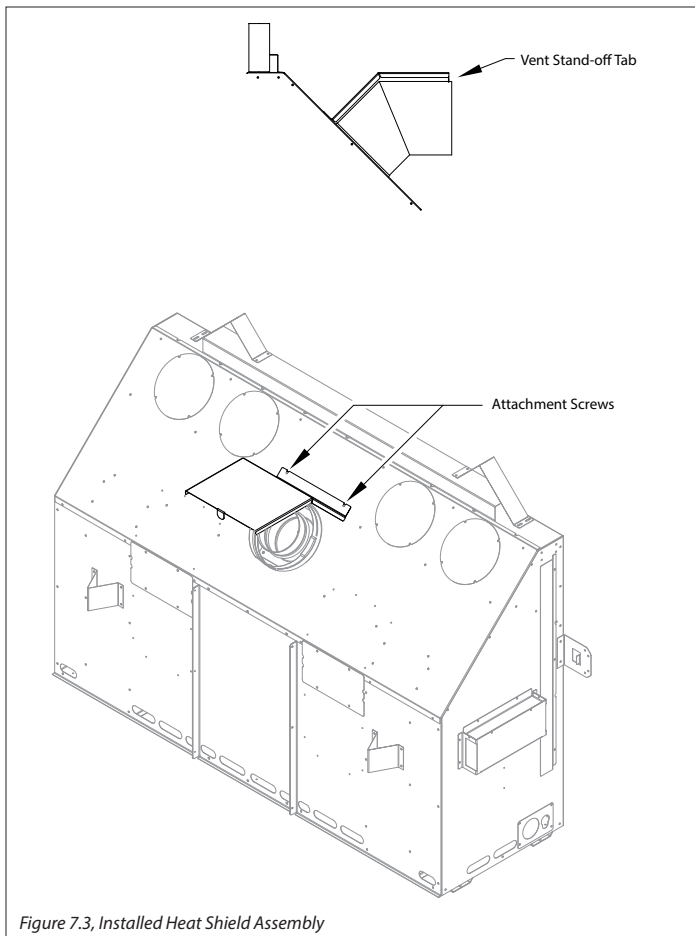 Vent Stand-off Tab
Attachment Screws
Figure 7.3, Installed Heat Shield Assembly